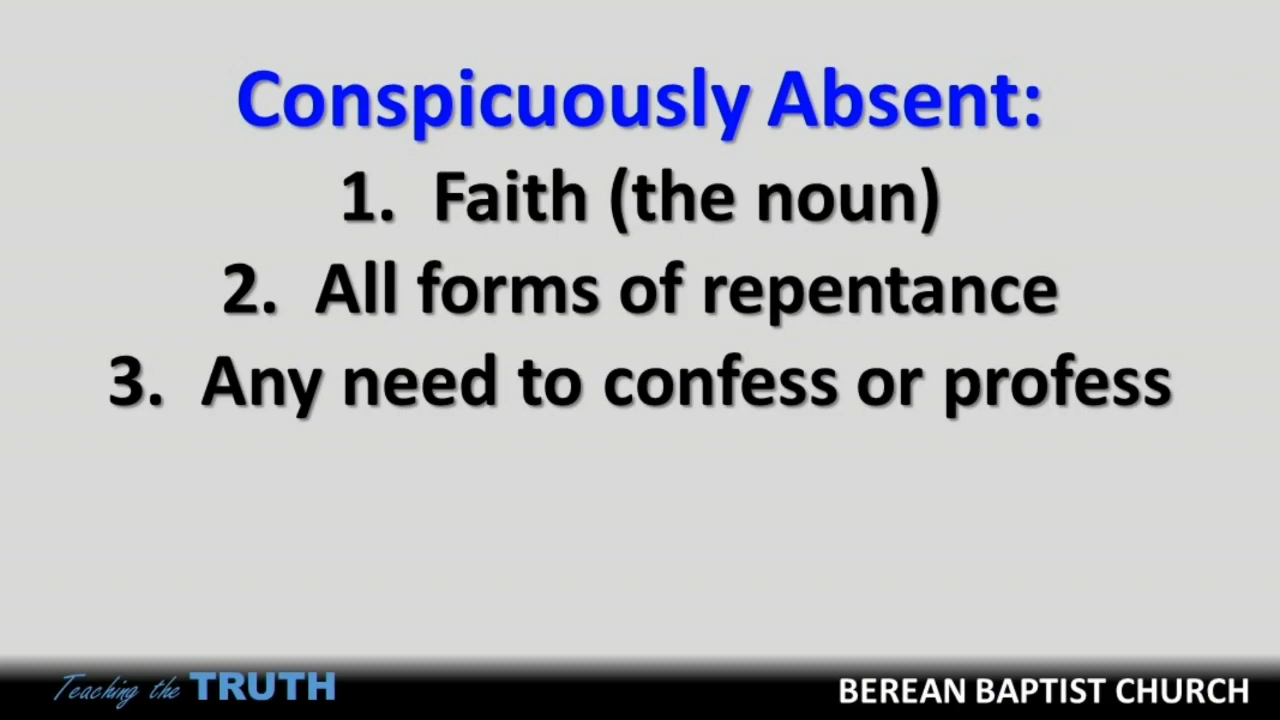 Conspicuously Absent:
1. Faith (the noun)
2. All forms of repentance
3. Any need to confess or profess
Teaching the TRUTH
BEREAN BAPTIST CHURCH